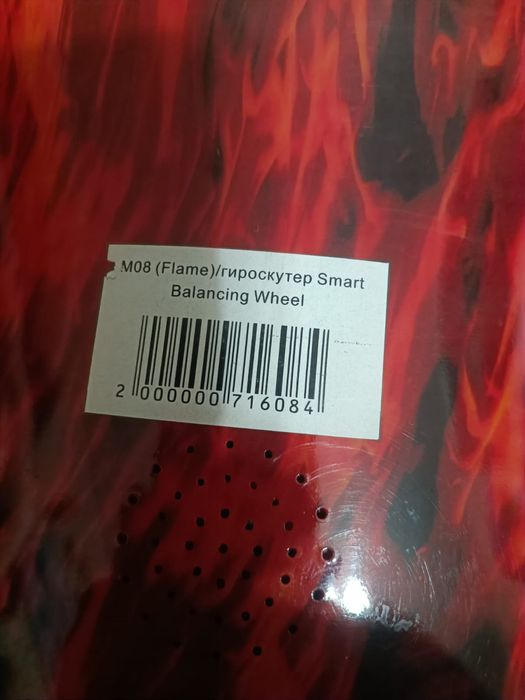 M08 (Flame)/гироскутер Smart
Balancing Wheel
2 000000 716084